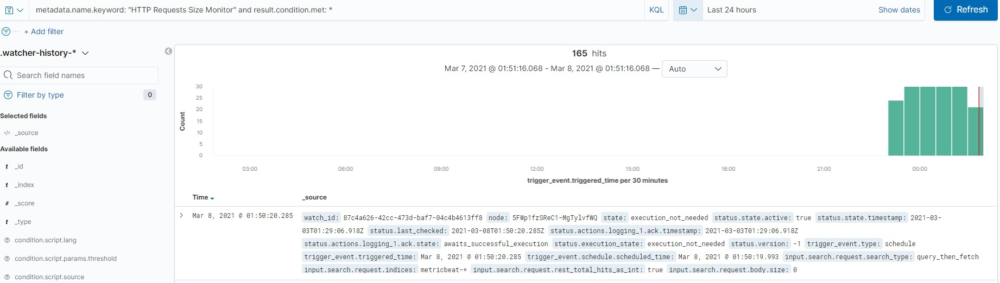 metadata.name.keyword: "HTTP Requests Size Monitor" and result.condition.met: *
KQL
Last 24 hours
Show dates
Refresh
+ Add filter
.watcher-history-*
Search field names
Filter by type
0
Selected fields
</> _source
Available fields
t _id
t _index
# _score
t _type
? condition.script.lang
? condition.script.params.threshold
? condition.script.source
165 hits
Mar 7, 2021 @ 01:51:16.068 - Mar 8, 2021 @ 01:51:16.068 —
Auto
Count
30
25
20
15
10
5
0
03:00
06:00
09:00
12:00
15:00
18:00
21:00
00:00
trigger_event.triggered_time per 30 minutes
Time
_source
Mar 8, 2021 @ 01:50:20.285
watch_id: 87c4a626-42cc-473d-baf7-04c4b4613ff8 node: 5FWp1fzSReC1-MgTylvfWQ state: execution_not_needed status.state.active: true status.state.timestamp: 2021-03-
03T01:29:06.918Z status.last_checked: 2021-03-08T01:50:20.285Z status.actions.logging_1.ack.timestamp: 2021-03-03T01:29:06.918Z
status.actions.logging_1.ack.state: awaits_successful_execution status.execution_state: execution_not_needed status.version: -1 trigger_event.type: schedule
trigger_event.triggered_time: Mar 8, 2021 @ 01:50:20.285 trigger_event.schedule.scheduled_time: Mar 8, 2021 @ 01:50:19.993 input.search.request.search_type: query_then_fetch
input.search.request.indices: metricbeat-* input.search.request.rest_total_hits_as_int: true input.search.request.body.size: 0